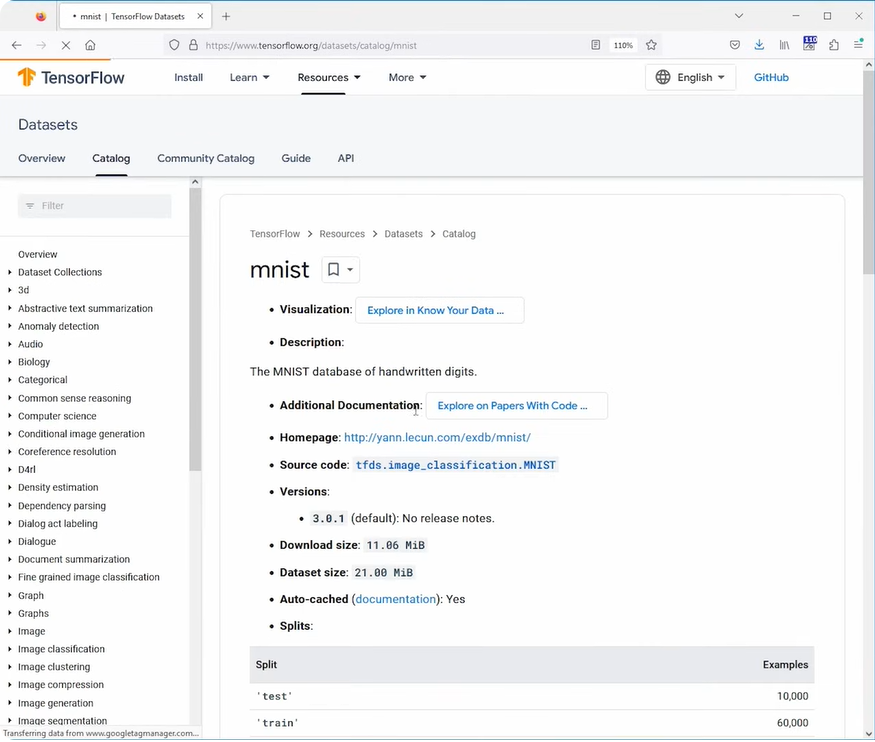 mnist | TensorFlow Datasets
https://www.tensorflow.org/datasets/catalog/mnist
110%
110
TensorFlow
Install
Learn
Resources
More
English
GitHub
Datasets
Overview
Catalog
Community Catalog
Guide
API
Filter
Overview
Dataset Collections
3d
Abstractive text summarization
Anomaly detection
Audio
Biology
Categorical
Common sense reasoning
Computer science
Conditional image generation
Coreference resolution
D4rl
Density estimation
Dependency parsing
Dialog act labeling
Dialogue
Document summarization
Fine grained image classification
Graph
Graphs
Image
Image classification
Image clustering
Image compression
Image generation
Image segmentation
Transferring data from www.googletagmanager.com...
TensorFlow > Resources > Datasets > Catalog
mnist
• Visualization: Explore in Know Your Data ...
• Description:
The MNIST database of handwritten digits.
• Additional Documentation: Explore on Papers With Code ...
• Homepage: http://yann.lecun.com/exdb/mnist/
• Source code: tfds.image_classification.MNIST
• Versions:
• 3.0.1 (default): No release notes.
• Download size: 11.06 MiB
• Dataset size: 21.00 MiB
• Auto-cached (documentation): Yes
• Splits:
Split Examples
'test' 10,000
'train' 60,000